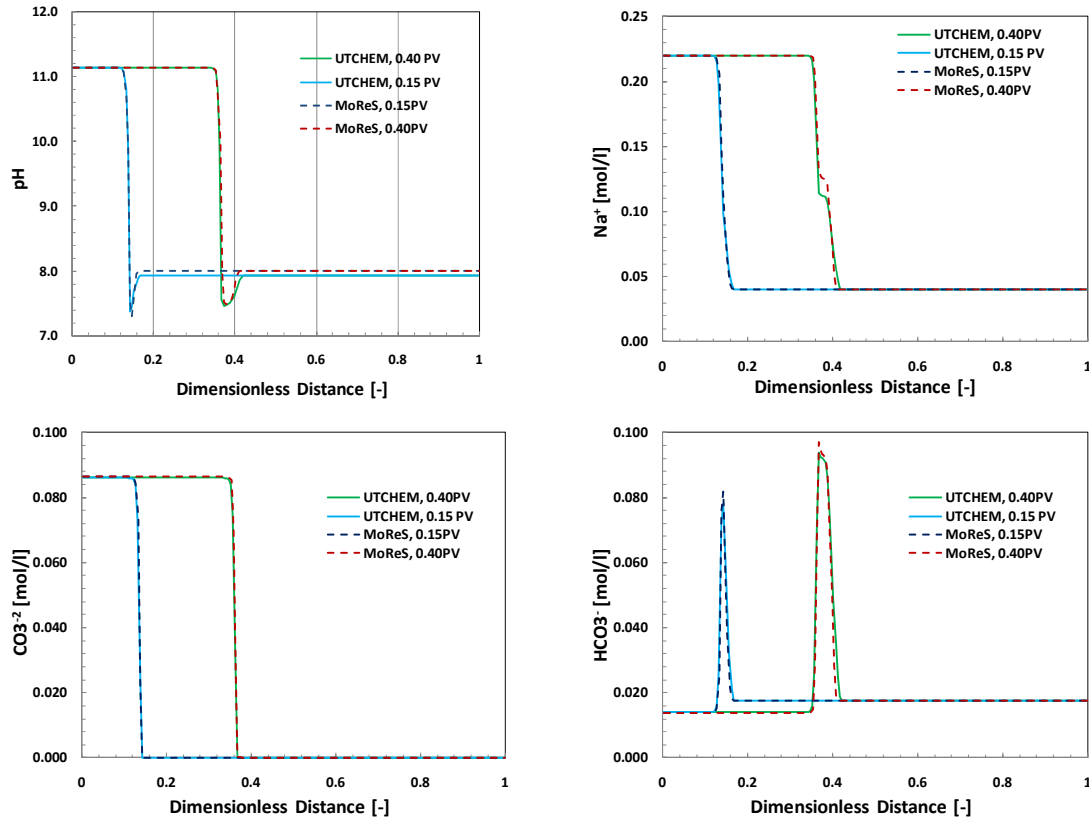 12.0
11.0
10.0
9.0
8.0
7.0
pH
UTCHEM, 0.40 PV
UTCHEM, 0.15 PV
MoReS, 0.15PV
MoReS, 0.40PV
0 0.2 0.4 0.6 0.8 1
Dimensionless Distance [-]
0.25
0.20
0.15
0.10
0.05
0.00
Na⁺ [mol/l]
UTCHEM, 0.40PV
UTCHEM, 0.15 PV
MoReS, 0.15PV
MoReS, 0.40PV
0 0.2 0.4 0.6 0.8 1
Dimensionless Distance [-]
0.100
0.080
0.060
0.040
0.020
0.000
CO3⁻² [mol/l]
UTCHEM, 0.40PV
UTCHEM, 0.15 PV
MoReS, 0.15PV
MoReS, 0.40PV
0 0.2 0.4 0.6 0.8 1
Dimensionless Distance [-]
0.100
0.080
0.060
0.040
0.020
0.000
HCO3⁻ [mol/l]
UTCHEM, 0.40PV
UTCHEM, 0.15 PV
MoReS, 0.15PV
MoReS, 0.40PV
0 0.2 0.4 0.6 0.8 1
Dimensionless Distance [-]